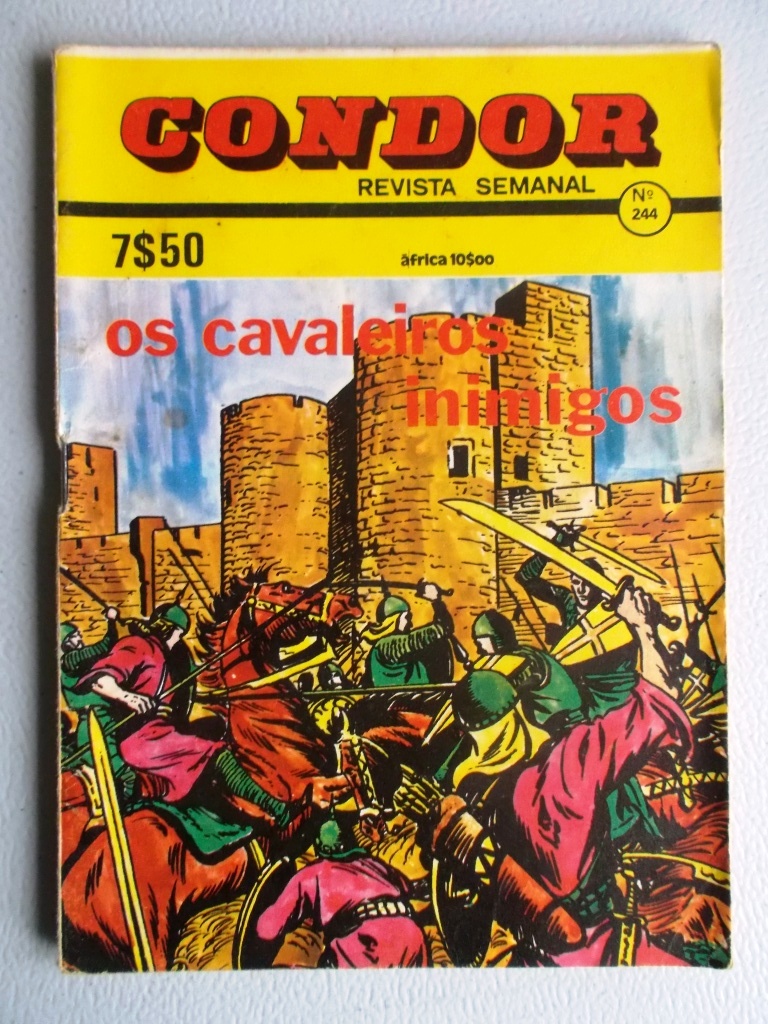 CONDOR
REVISTA SEMANAL
Nº
244
7$50
áfrica 10$00
os cavaleiros
inimigos